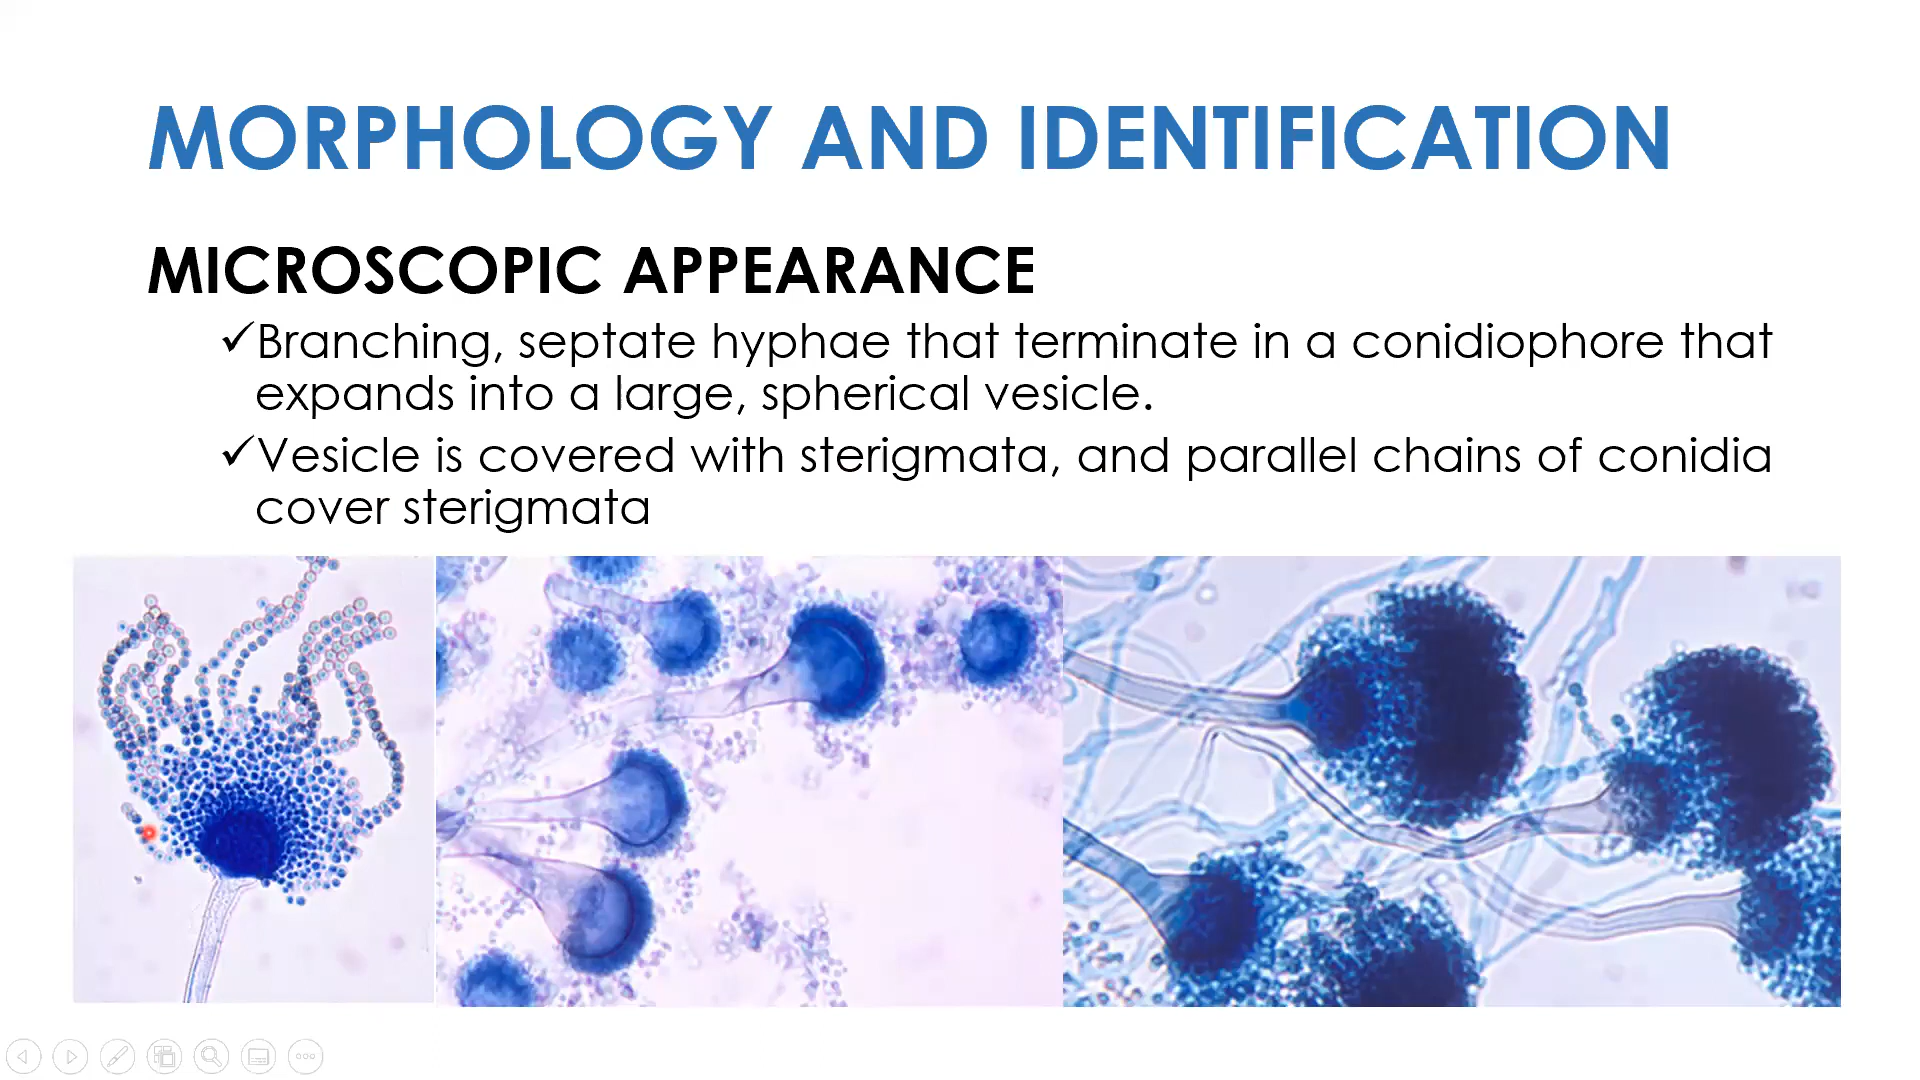 MORPHOLOGY AND IDENTIFICATION
MICROSCOPIC APPEARANCE
✓Branching, septate hyphae that terminate in a conidiophore that
expands into a large, spherical vesicle.
✓Vesicle is covered with sterigmata, and parallel chains of conidia
cover sterigmata